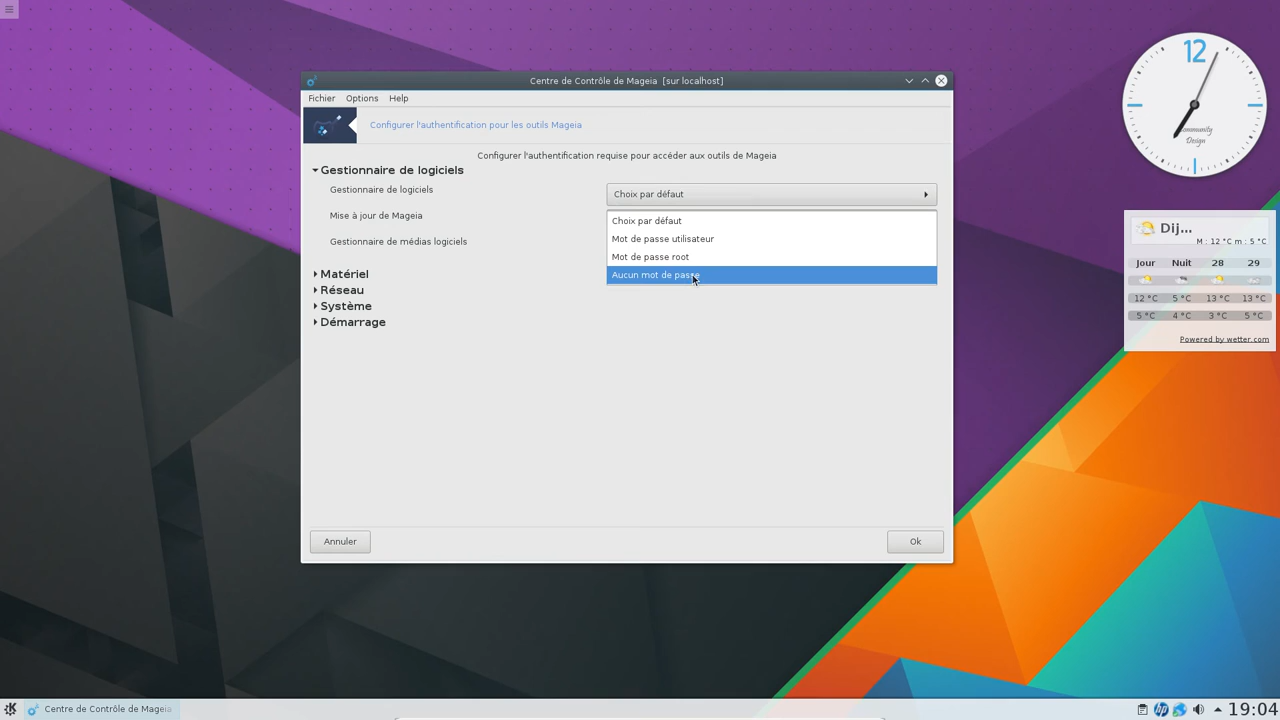 12
Community
Design
Centre de Contrôle de Mageia [sur localhost]
Fichier Options Help
Configurer l'authentification pour les outils Mageia
Configurer l'authentification requise pour accéder aux outils de Mageia
Gestionnaire de logiciels
Gestionnaire de logiciels Choix par défaut
Mise à jour de Mageia
Gestionnaire de médias logiciels
Choix par défaut
Mot de passe utilisateur
Mot de passe root
Aucun mot de passe
Matériel
Réseau
Système
Démarrage
Annuler Ok
Dij...
M : 12 °C m : 5 °C
Jour Nuit 28 29
12 °C 5 °C 13 °C 13 °C
5 °C 4 °C 3 °C 5 °C
Powered by wetter.com
Centre de Contrôle de Mageia 19:04